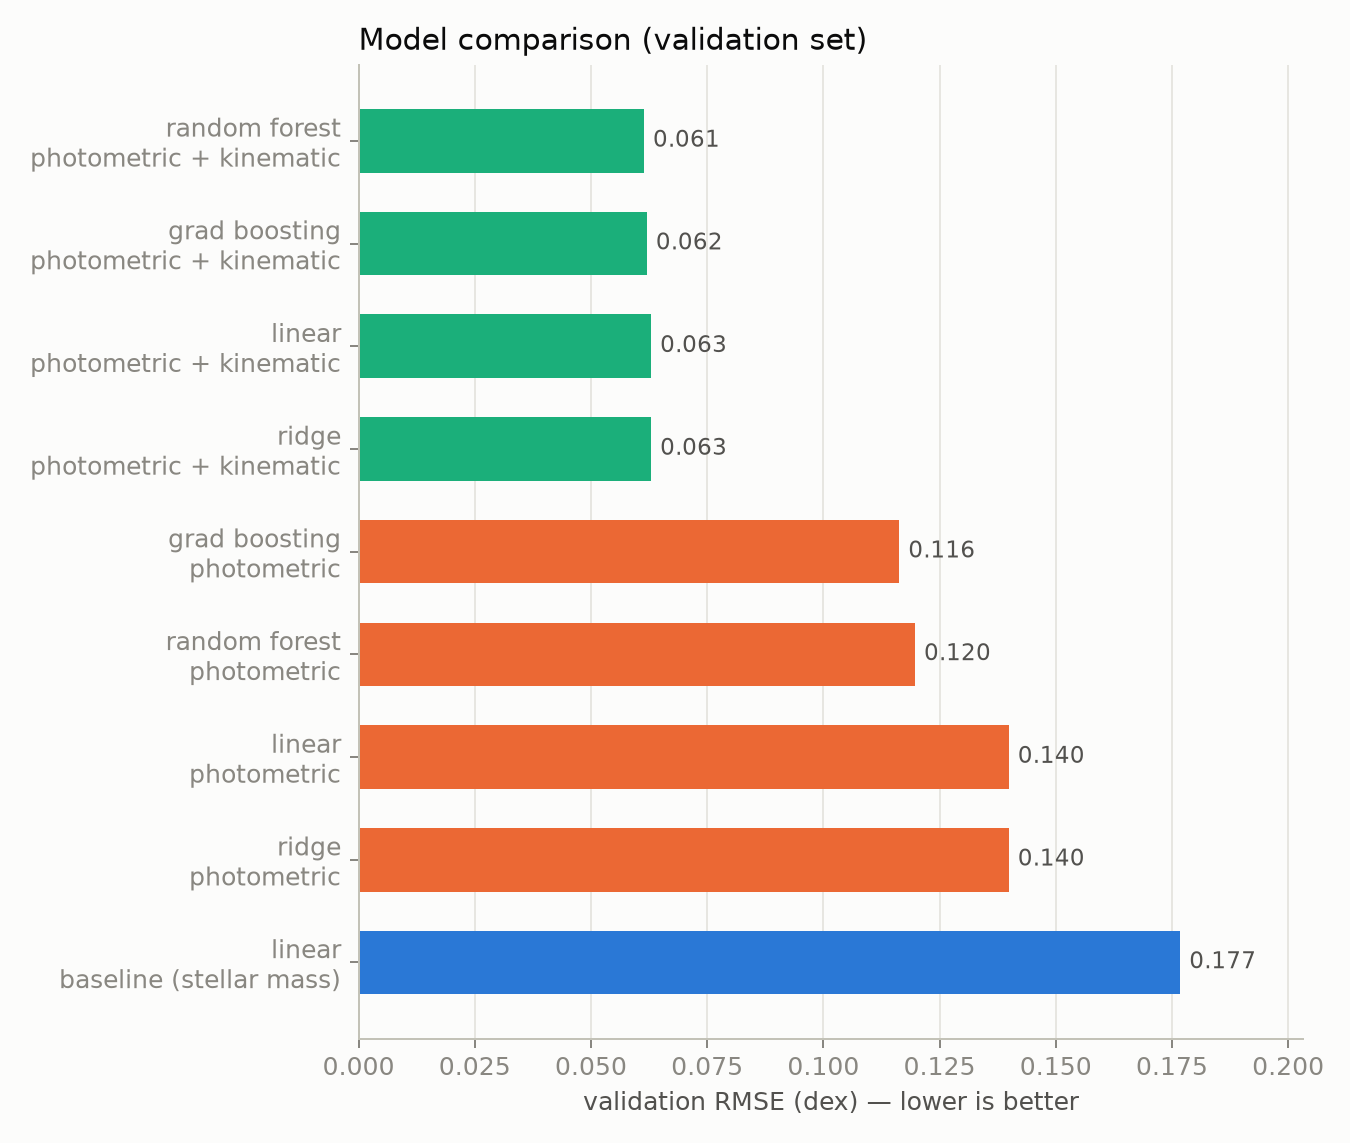 Model comparison (validation set)
random forest
photometric + kinematic
0.061
grad boosting
photometric + kinematic
0.062
linear
photometric + kinematic
0.063
ridge
photometric + kinematic
0.063
grad boosting
photometric
0.116
random forest
photometric
0.120
linear
photometric
0.140
ridge
photometric
0.140
linear
baseline (stellar mass)
0.177
0.000 0.025 0.050 0.075 0.100 0.125 0.150 0.175 0.200
validation RMSE (dex) — lower is better